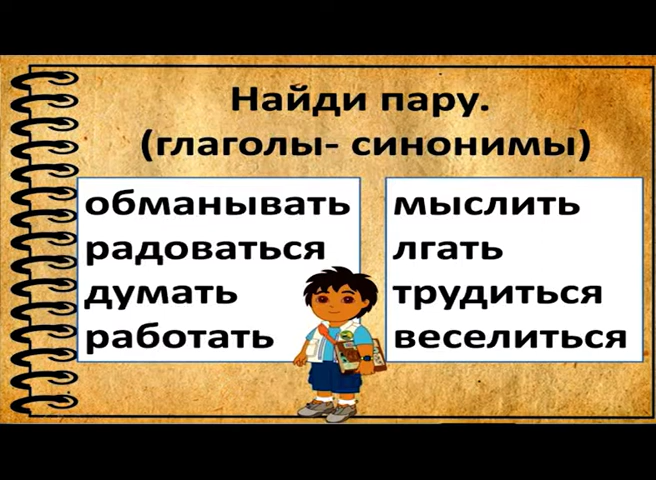 Найди пару.
(глаголы- синонимы)
обманывать
радоваться
думать
работать
мыслить
лгать
трудиться
веселиться